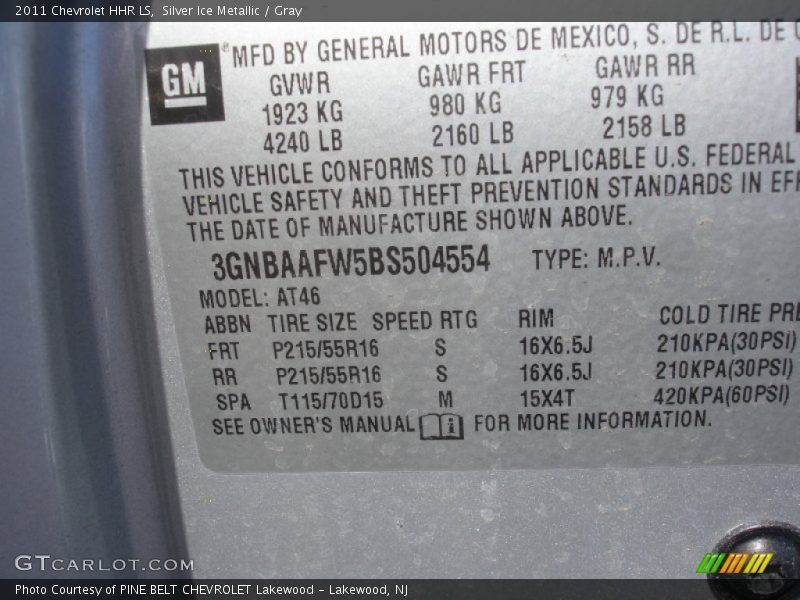 2011 Chevrolet HHR LS, Silver Ice Metallic / Gray
GM
® MFD BY GENERAL MOTORS DE MEXICO, S. DE R.L. DE C
GVWR GAWR FRT GAWR RR
1923 KG 980 KG 979 KG
4240 LB 2160 LB 2158 LB
THIS VEHICLE CONFORMS TO ALL APPLICABLE U.S. FEDERAL
VEHICLE SAFETY AND THEFT PREVENTION STANDARDS IN EFF
THE DATE OF MANUFACTURE SHOWN ABOVE.
3GNBAAFW5BS504554 TYPE: M.P.V.
MODEL: AT46
ABBN TIRE SIZE SPEED RTG RIM COLD TIRE PRE
FRT P215/55R16 S 16X6.5J 210KPA(30PSI)
RR P215/55R16 S 16X6.5J 210KPA(30PSI)
SPA T115/70D15 M 15X4T 420KPA(60PSI)
SEE OWNER'S MANUAL FOR MORE INFORMATION.
GTCARLOT.COM
Photo Courtesy of PINE BELT CHEVROLET Lakewood - Lakewood, NJ